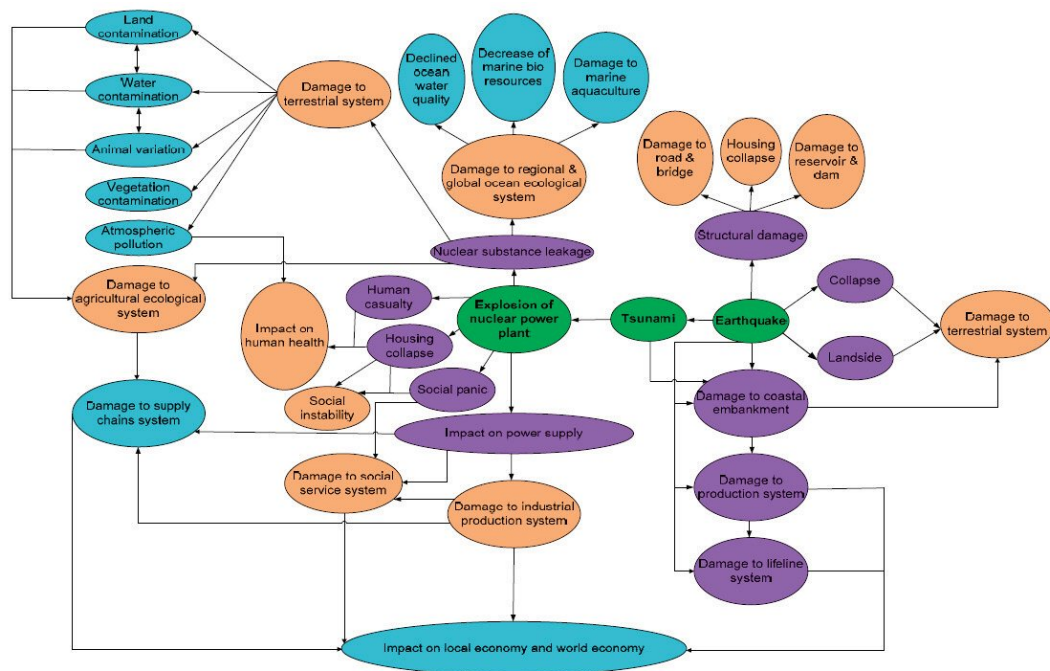 Land
contamination
Water
contamination
Animal variation
Vegetation
contamination
Atmospheric
pollution
Damage to
agricultural ecological
system
Damage to supply
chains system
Damage to
terrestrial system
Declined
ocean
water
quality
Decrease of
marine bio
resources
Damage to
marine
aquaculture
Damage to regional &
global ocean ecological
system
Nuclear substance leakage
Human
casualty
Explosion of
nuclear power
plant
Impact on
human health
Housing
collapse
Social panic
Social
instability
Impact on power supply
Damage to social
service system
Damage to industrial
production system
Damage to
road &
bridge
Housing
collapse
Damage to
reservoir &
dam
Structural damage
Tsunami
Earthquake
Collapse
Landside
Damage to
terrestrial system
Damage to coastal
embankment
Damage to
production system
Damage to lifeline
system
Impact on local economy and world economy